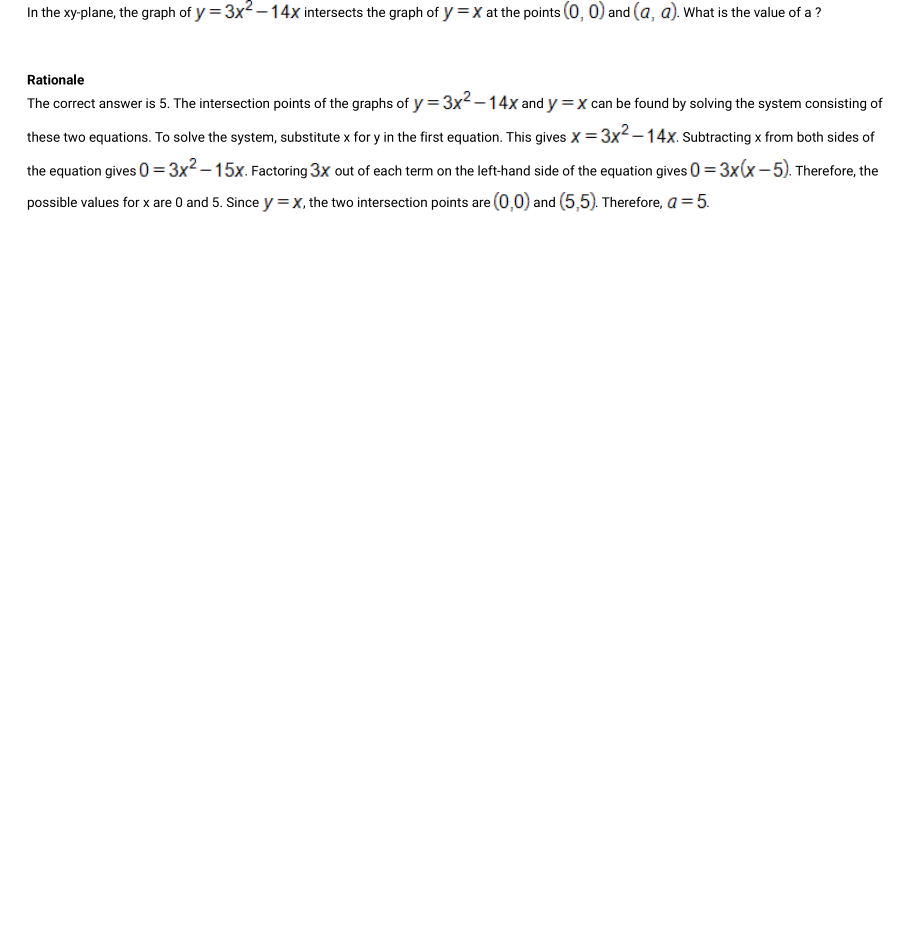 In the xy-plane, the graph of y = 3x² – 14x intersects the graph of y = x at the points (0, 0) and (a, a). What is the value of a ?
Rationale
The correct answer is 5. The intersection points of the graphs of y = 3x² – 14x and y = x can be found by solving the system consisting of
these two equations. To solve the system, substitute x for y in the first equation. This gives x = 3x² – 14x. Subtracting x from both sides of
the equation gives 0 = 3x² – 15x. Factoring 3x out of each term on the left-hand side of the equation gives 0 = 3x(x – 5). Therefore, the
possible values for x are 0 and 5. Since y = x, the two intersection points are (0,0) and (5,5). Therefore, a = 5.